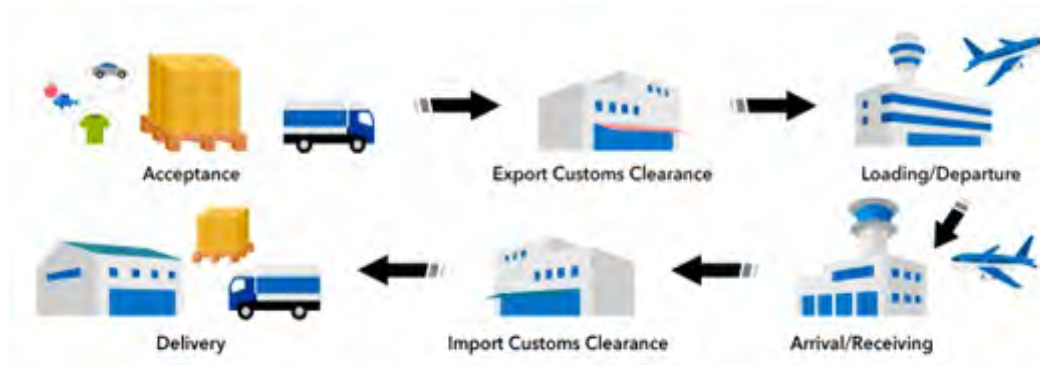 Acceptance
Export Customs Clearance
Loading/Departure
Delivery
Import Customs Clearance
Arrival/Receiving